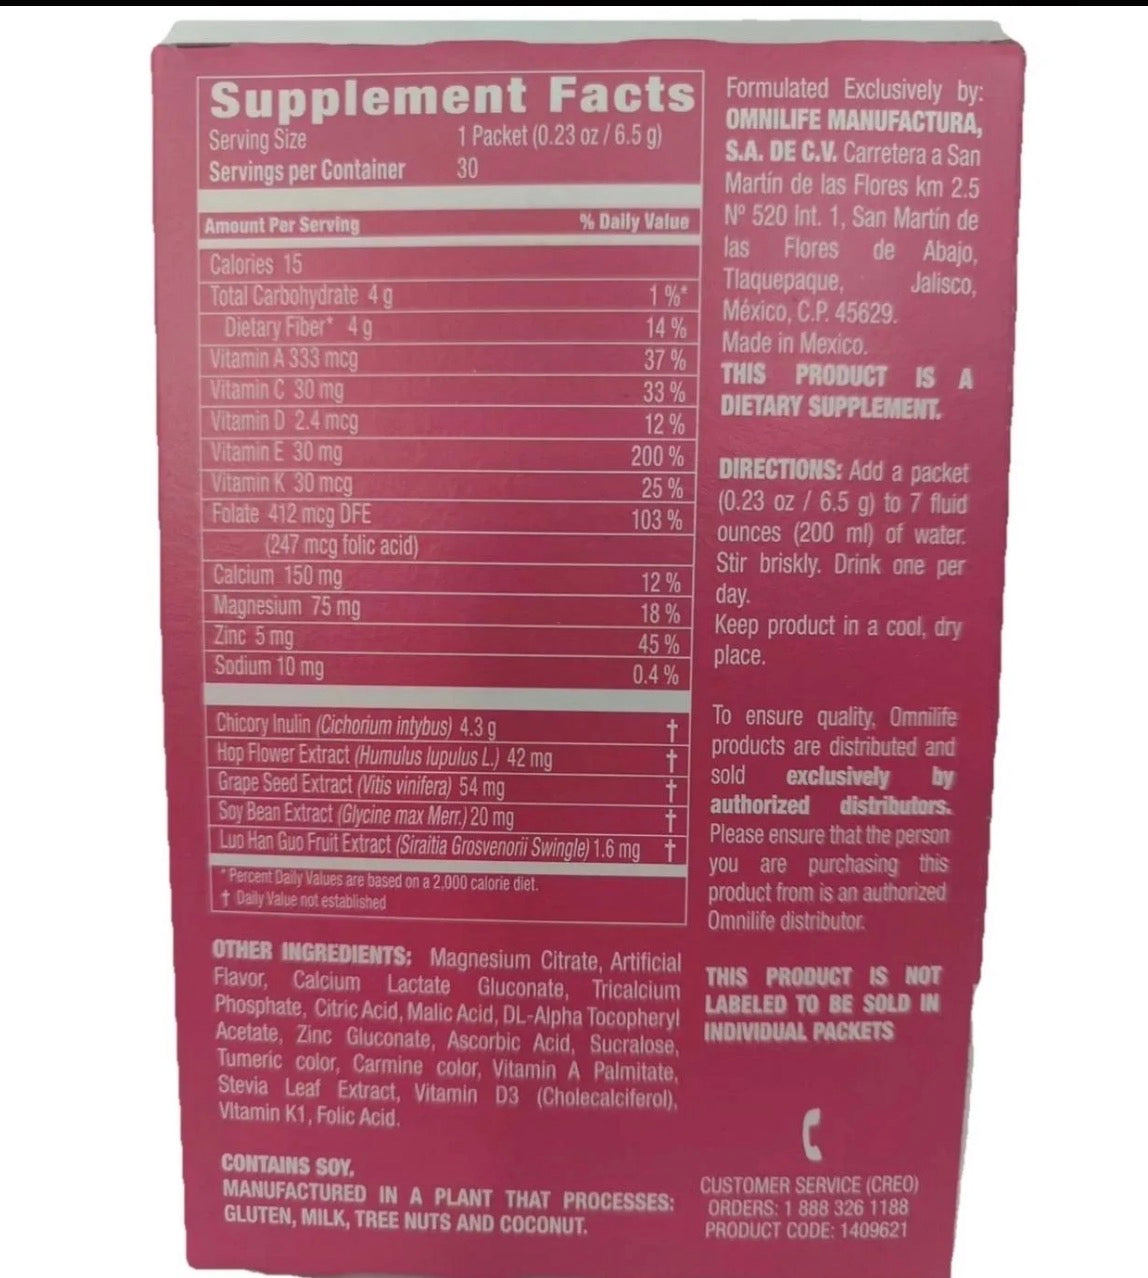 Supplement Facts
Serving Size 1 Packet (0.23 oz / 6.5 g)
Servings per Container 30
Amount Per Serving % Daily Value
Calories 15
Total Carbohydrate 4 g 1 %*
Dietary Fiber* 4 g 14 %
Vitamin A 333 mcg 37 %
Vitamin C 30 mg 33 %
Vitamin D 2.4 mcg 12 %
Vitamin E 30 mg 200 %
Vitamin K 30 mcg 25 %
Folate 412 mcg DFE 103 %
(247 mcg folic acid)
Calcium 150 mg 12 %
Magnesium 75 mg 18 %
Zinc 5 mg 45 %
Sodium 10 mg 0.4 %
Chicory Inulin (Cichorium intybus) 4.3 g †
Hop Flower Extract (Humulus lupulus L.) 42 mg †
Grape Seed Extract (Vitis vinifera) 54 mg †
Soy Bean Extract (Glycine max Merr.) 20 mg †
Luo Han Guo Fruit Extract (Siraitia Grosvenorii Swingle) 1.6 mg †
* Percent Daily Values are based on a 2,000 calorie diet.
† Daily Value not established
OTHER INGREDIENTS: Magnesium Citrate, Artificial
Flavor, Calcium Lactate Gluconate, Tricalcium
Phosphate, Citric Acid, Malic Acid, DL-Alpha Tocopheryl
Acetate, Zinc Gluconate, Ascorbic Acid, Sucralose,
Tumeric color, Carmine color, Vitamin A Palmitate,
Stevia Leaf Extract, Vitamin D3 (Cholecalciferol),
VItamin K1, Folic Acid.
CONTAINS SOY.
MANUFACTURED IN A PLANT THAT PROCESSES:
GLUTEN, MILK, TREE NUTS AND COCONUT.
Formulated Exclusively by:
OMNILIFE MANUFACTURA,
S.A. DE C.V. Carretera a San
Martín de las Flores km 2.5
Nº 520 Int. 1, San Martín de
las Flores de Abajo,
Tlaquepaque, Jalisco,
México, C.P. 45629.
Made in Mexico.
THIS PRODUCT IS A
DIETARY SUPPLEMENT.
DIRECTIONS: Add a packet
(0.23 oz / 6.5 g) to 7 fluid
ounces (200 ml) of water.
Stir briskly. Drink one per
day.
Keep product in a cool, dry
place.
To ensure quality, Omnilife
products are distributed and
sold exclusively by
authorized distributors.
Please ensure that the person
you are purchasing this
product from is an authorized
Omnilife distributor.
THIS PRODUCT IS NOT
LABELED TO BE SOLD IN
INDIVIDUAL PACKETS
CUSTOMER SERVICE (CREO)
ORDERS: 1 888 326 1188
PRODUCT CODE: 1409621